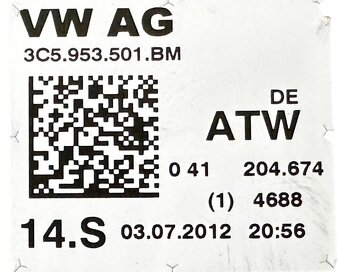 VW AG
3C5.953.501.BM
DE
ATW
0 41 204.674
(1) 4688
14.S 03.07.2012 20:56